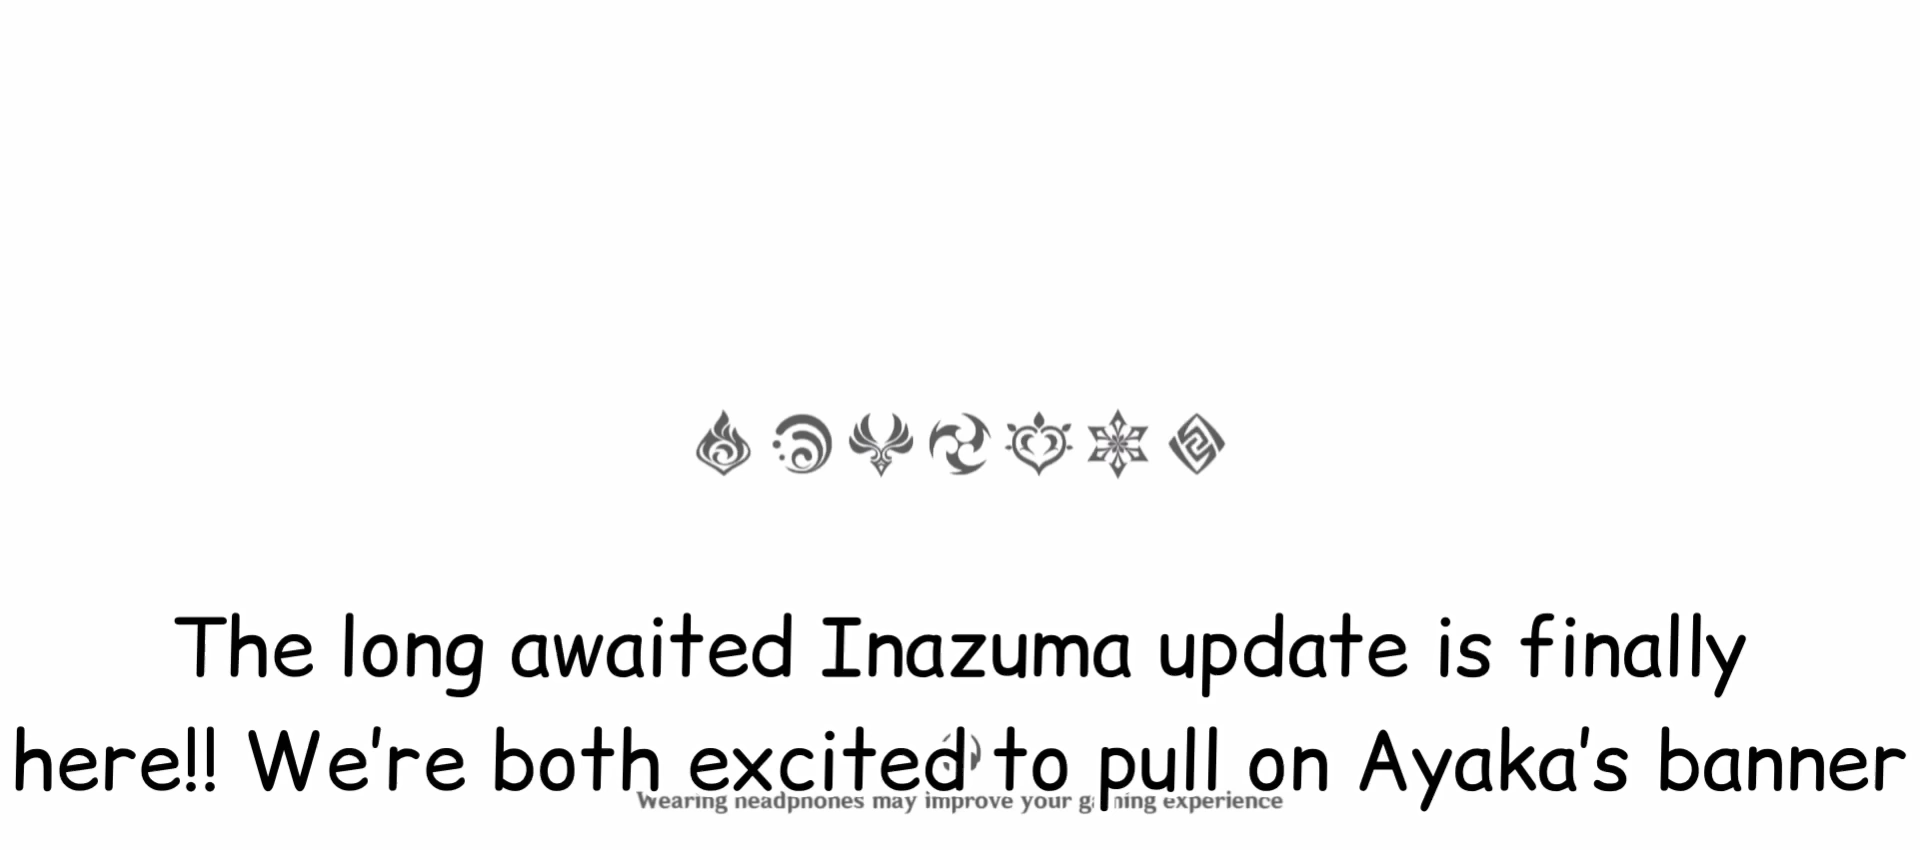 The long awaited Inazuma update is finally
here!! We're both excited to pull on Ayaka's banner
Wearing headphones may improve your gaming experience